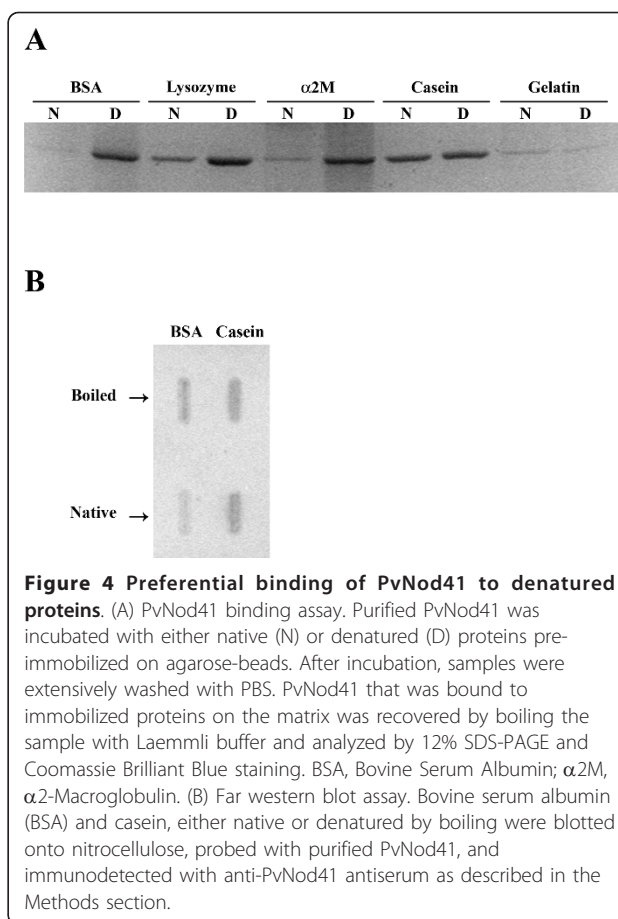 A
BSA Lysozyme α2M Casein Gelatin
N D N D N D N D N D
B
BSA Casein
Boiled →
Native →
Figure 4 Preferential binding of PvNod41 to denatured
proteins. (A) PvNod41 binding assay. Purified PvNod41 was
incubated with either native (N) or denatured (D) proteins pre-
immobilized on agarose-beads. After incubation, samples were
extensively washed with PBS. PvNod41 that was bound to
immobilized proteins on the matrix was recovered by boiling the
sample with Laemmli buffer and analyzed by 12% SDS-PAGE and
Coomassie Brilliant Blue staining. BSA, Bovine Serum Albumin; α2M,
α2-Macroglobulin. (B) Far western blot assay. Bovine serum albumin
(BSA) and casein, either native or denatured by boiling were blotted
onto nitrocellulose, probed with purified PvNod41, and
immunodetected with anti-PvNod41 antiserum as described in the
Methods section.